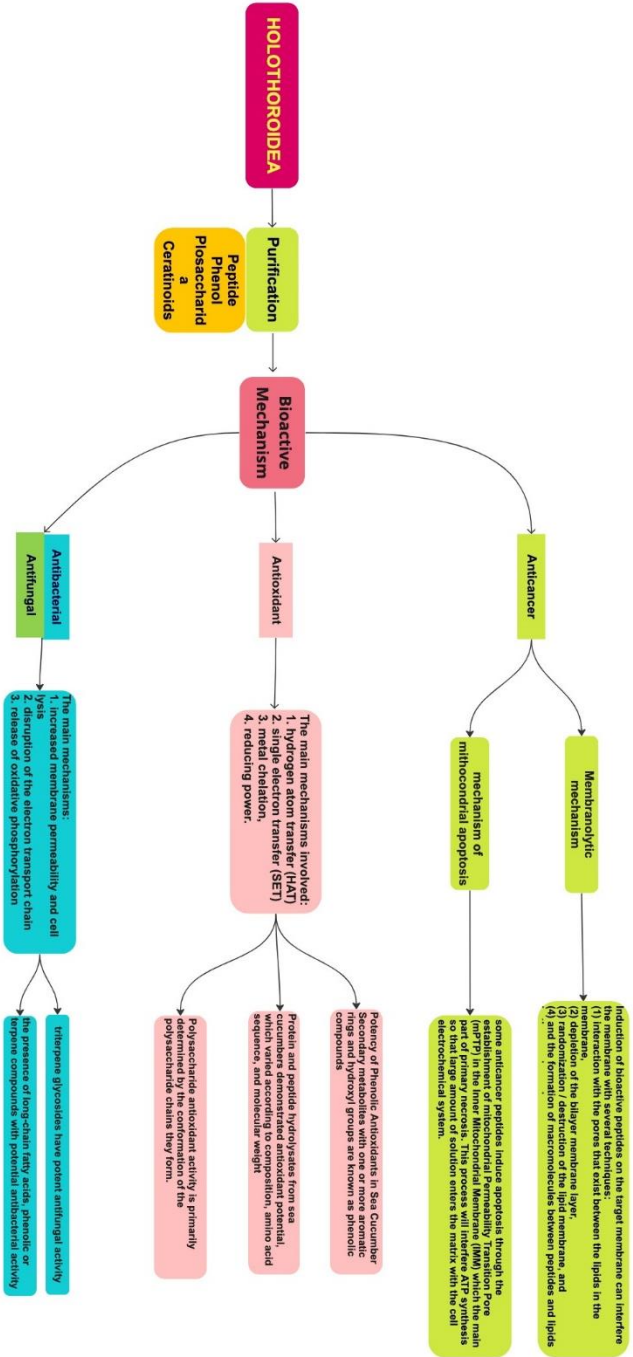 HOLOTHOROIDEA
Purification
Peptide
Phenol
Plosaccharid
a
Ceratinoids
Bioactive
Mechanism
Anticancer
Membranolytic
mechanism
Induction of bioactive peptides on the target membrane can interfere
the membrane with several techniques:
(1) interaction with the pores that exist between the lipids in the
membrane,
(2) depletion of the bilayer membrane layer,
(3) randomization / destruction of the lipid membrane, and
(4) and the formation of macromolecules between peptides and lipids
mechanism of
mithocondrial apoptosis
some anticancer peptides induce apoptosis through the
establishment of mitochondrial Permeability Transition Pore
(mPTP) in the Inner Mitochondrial Membrane (IMM) which the main
part of primary necrosis. This process will interfere ATP synthesis
so that large amount of solution enters the matrix with the cell
electrochemical system.
Antioxidant
The main mechanisms involved:
1. hydrogen atom transfer (HAT)
2. single electron transfer (SET)
3. metal chelation,
4. reducing power.
Potency of Phenolic Antioxidants in Sea Cucumber
Secondary metabolites with one or more aromatic
rings and hydroxyl groups are known as phenolic
compounds
Protein and peptide hydrolysates from sea
cucumbers demonstrated antioxidant potential,
which varied according to composition, amino acid
sequence, and molecular weight
Polysaccharide antioxidant activity is primarily
determined by the conformation of the
polysaccharide chains they form.
Antibacterial
Antifungal
The main mechanisms:
1. increased membrane permeability and cell
lysis
2. disruption of the electron transport chain
3. release of oxidative phosphorylation
triterpene glycosides have potent antifungal activity
the presence of long-chain fatty acids, phenolic or
terpene compounds with potential antibacterial activity